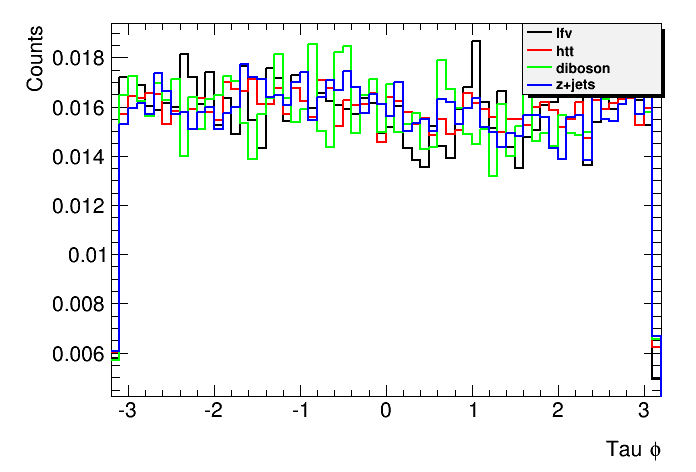 Counts
lfv
htt
diboson
z+jets
0.018
0.016
0.014
0.012
0.01
0.008
0.006
-3 -2 -1 0 1 2 3
Tau ϕ